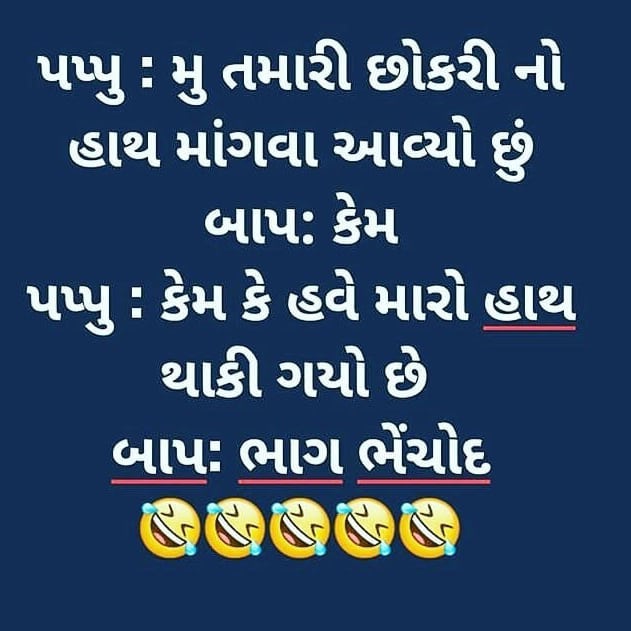 પપ્પુ : મુ તમારી છોકરી નો
હાથ માંગવા આવ્યો છું
બાપ: કેમ
પપ્પુ : કેમ કે હવે મારો હાથ
થાકી ગયો છે
બાપ: ભાગ ભેંચોદ
🤣🤣🤣🤣🤣